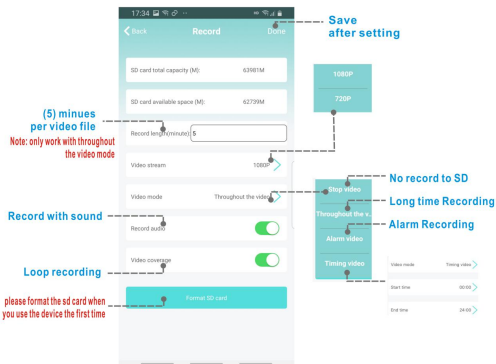 17:34
Back
Record
Done
SD card total capacity (M):
63981M
SD card available space (M):
62739M
Record length(minute):
5
Video stream
1080P
Video mode
Throughout the video
Record audio
Video coverage
Format SD card
Save
after setting
(5) minues
per video file
Note: only work with throughout
the video mode
Record with sound
Loop recording
please format the sd card when
you use the device the first time
1080P
720P
Stop video
Throughout the v..
Alarm video
Timing video
No record to SD
Long time Recording
Alarm Recording
Video mode
Timing video
Start time
00:00
End time
24:00